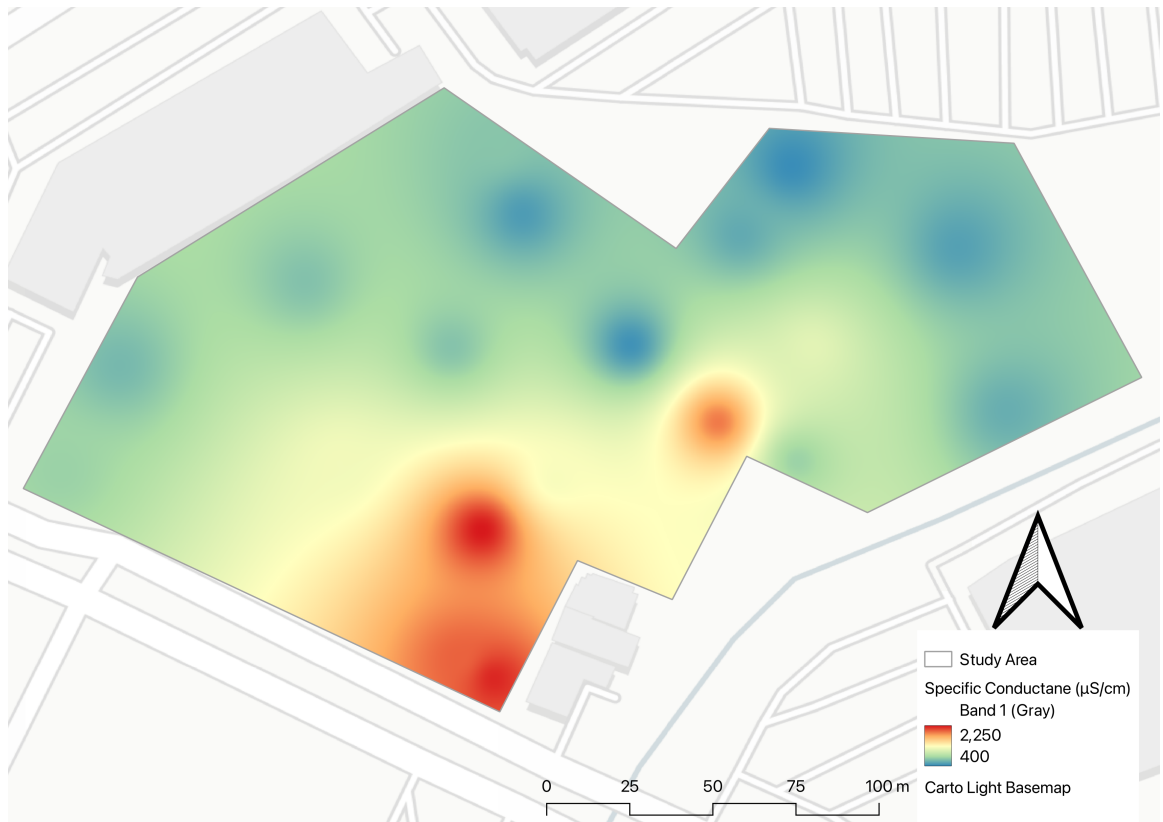 Study Area
Specific Conductane (µS/cm)
Band 1 (Gray)
2,250
400
Carto Light Basemap
0 25 50 75 100 m